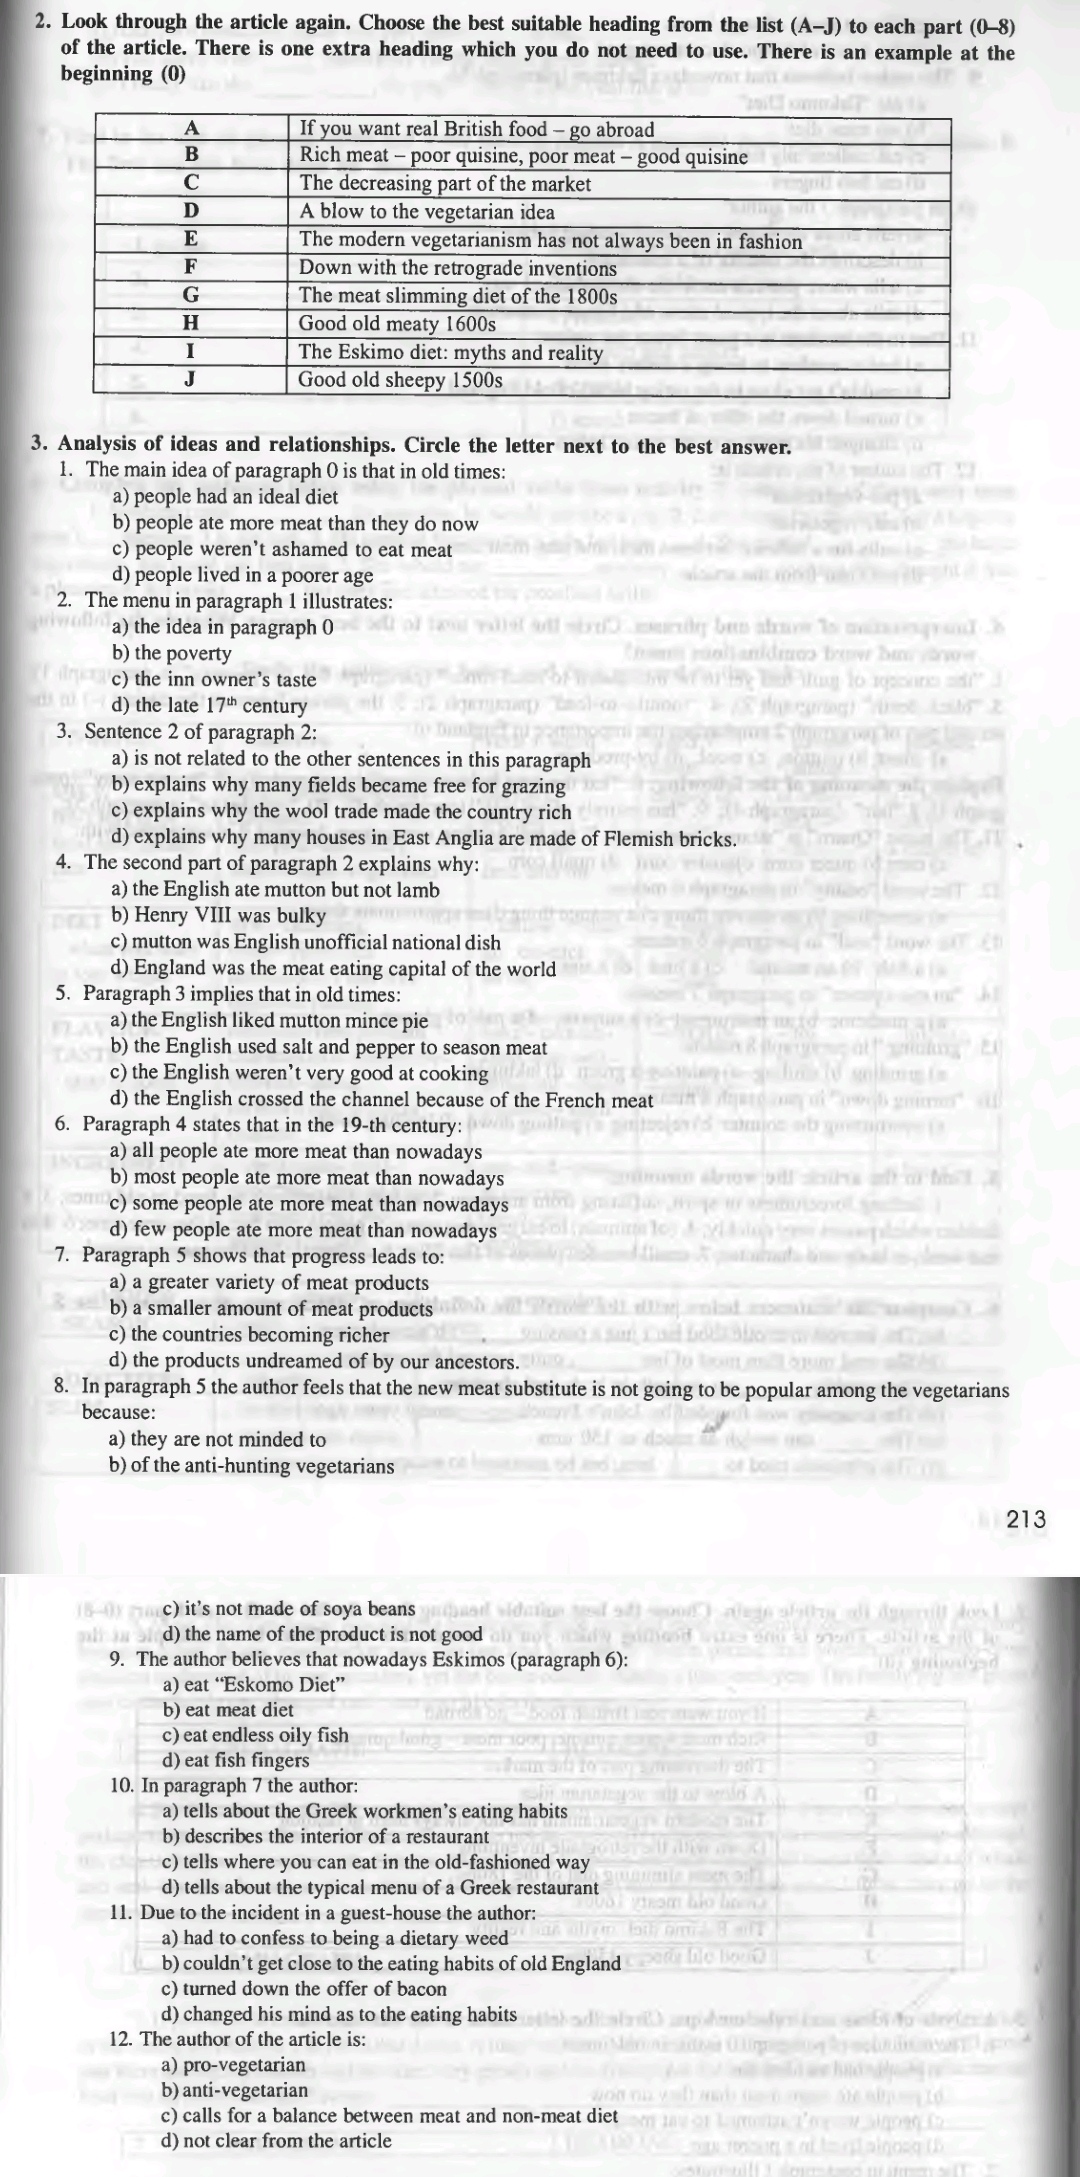 2. Look through the article again. Choose the best suitable heading from the list (A–J) to each part (0–8)
of the article. There is one extra heading which you do not need to use. There is an example at the
beginning (0)
A If you want real British food – go abroad
B Rich meat – poor quisine, poor meat – good quisine
C The decreasing part of the market
D A blow to the vegetarian idea
E The modern vegetarianism has not always been in fashion
F Down with the retrograde inventions
G The meat slimming diet of the 1800s
H Good old meaty 1600s
I The Eskimo diet: myths and reality
J Good old sheepy 1500s
3. Analysis of ideas and relationships. Circle the letter next to the best answer.
1. The main idea of paragraph 0 is that in old times:
a) people had an ideal diet
b) people ate more meat than they do now
c) people weren't ashamed to eat meat
d) people lived in a poorer age
2. The menu in paragraph 1 illustrates:
a) the idea in paragraph 0
b) the poverty
c) the inn owner's taste
d) the late 17th century
3. Sentence 2 of paragraph 2:
a) is not related to the other sentences in this paragraph
b) explains why many fields became free for grazing
c) explains why the wool trade made the country rich
d) explains why many houses in East Anglia are made of Flemish bricks.
4. The second part of paragraph 2 explains why:
a) the English ate mutton but not lamb
b) Henry VIII was bulky
c) mutton was English unofficial national dish
d) England was the meat eating capital of the world
5. Paragraph 3 implies that in old times:
a) the English liked mutton mince pie
b) the English used salt and pepper to season meat
c) the English weren't very good at cooking
d) the English crossed the channel because of the French meat
6. Paragraph 4 states that in the 19-th century:
a) all people ate more meat than nowadays
b) most people ate more meat than nowadays
c) some people ate more meat than nowadays
d) few people ate more meat than nowadays
7. Paragraph 5 shows that progress leads to:
a) a greater variety of meat products
b) a smaller amount of meat products
c) the countries becoming richer
d) the products undreamed of by our ancestors.
8. In paragraph 5 the author feels that the new meat substitute is not going to be popular among the vegetarians
because:
a) they are not minded to
b) of the anti-hunting vegetarians
213
c) it's not made of soya beans
d) the name of the product is not good
9. The author believes that nowadays Eskimos (paragraph 6):
a) eat "Eskomo Diet"
b) eat meat diet
c) eat endless oily fish
d) eat fish fingers
10. In paragraph 7 the author:
a) tells about the Greek workmen's eating habits
b) describes the interior of a restaurant
c) tells where you can eat in the old-fashioned way
d) tells about the typical menu of a Greek restaurant
11. Due to the incident in a guest-house the author:
a) had to confess to being a dietary weed
b) couldn't get close to the eating habits of old England
c) turned down the offer of bacon
d) changed his mind as to the eating habits
12. The author of the article is:
a) pro-vegetarian
b) anti-vegetarian
c) calls for a balance between meat and non-meat diet
d) not clear from the article